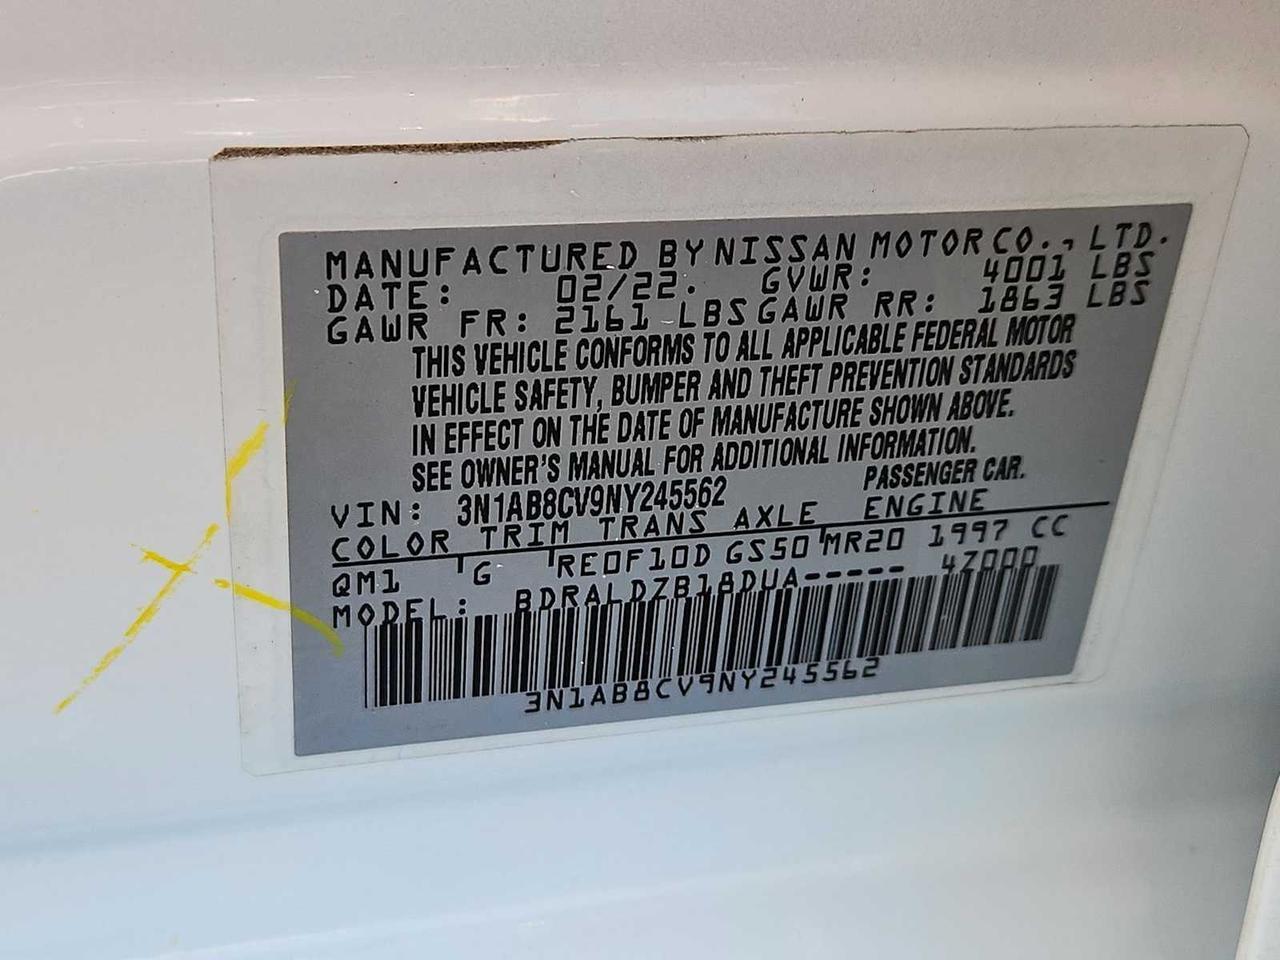 MANUFACTURED BY NISSAN MOTOR CO., LTD.
DATE: 02/22. GVWR: 4001 LBS
GAWR FR: 2161 LBS GAWR RR: 1863 LBS
THIS VEHICLE CONFORMS TO ALL APPLICABLE FEDERAL MOTOR
VEHICLE SAFETY, BUMPER AND THEFT PREVENTION STANDARDS
IN EFFECT ON THE DATE OF MANUFACTURE SHOWN ABOVE.
SEE OWNER'S MANUAL FOR ADDITIONAL INFORMATION.
VIN: 3N1AB8CV9NY245562 PASSENGER CAR.
COLOR TRIM TRANS AXLE ENGINE
QM1 G RE0F10D GS50 MR20 1997 CC
MODEL: BDRALDZB18DUA----- 4Z000
3N1AB8CV9NY245562